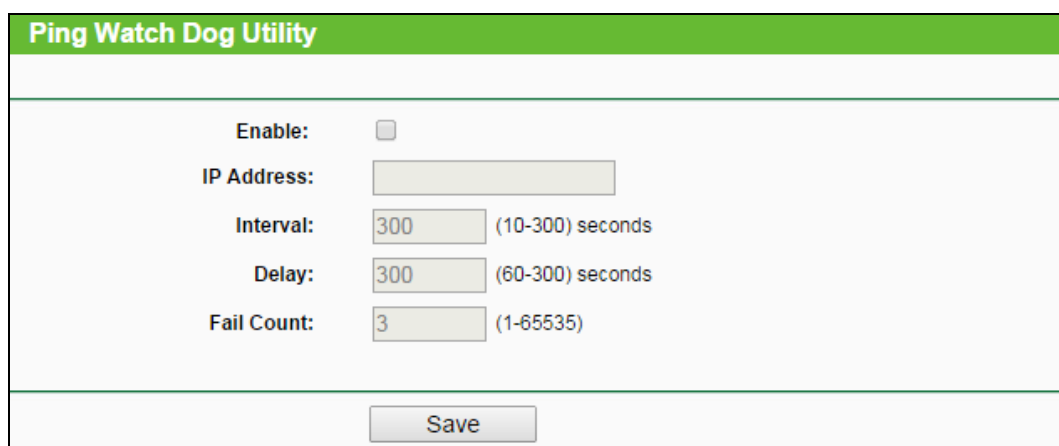 Ping Watch Dog Utility
Enable:
IP Address:
Interval: 300 (10-300) seconds
Delay: 300 (60-300) seconds
Fail Count: 3 (1-65535)
Save